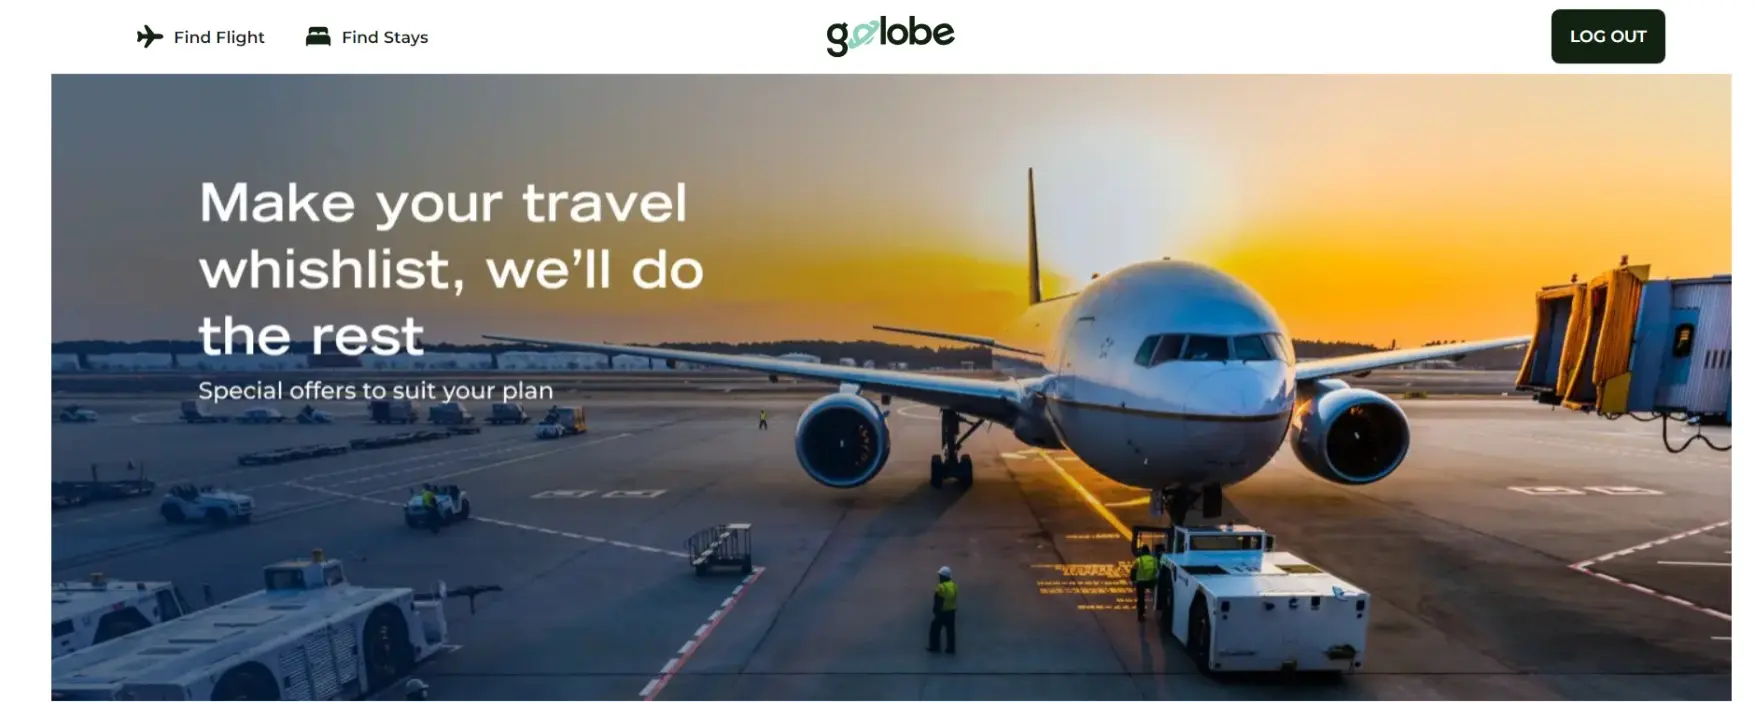 Find Flight
Find Stays
golobe
LOG OUT
Make your travel
whishlist, we'll do
the rest
Special offers to suit your plan